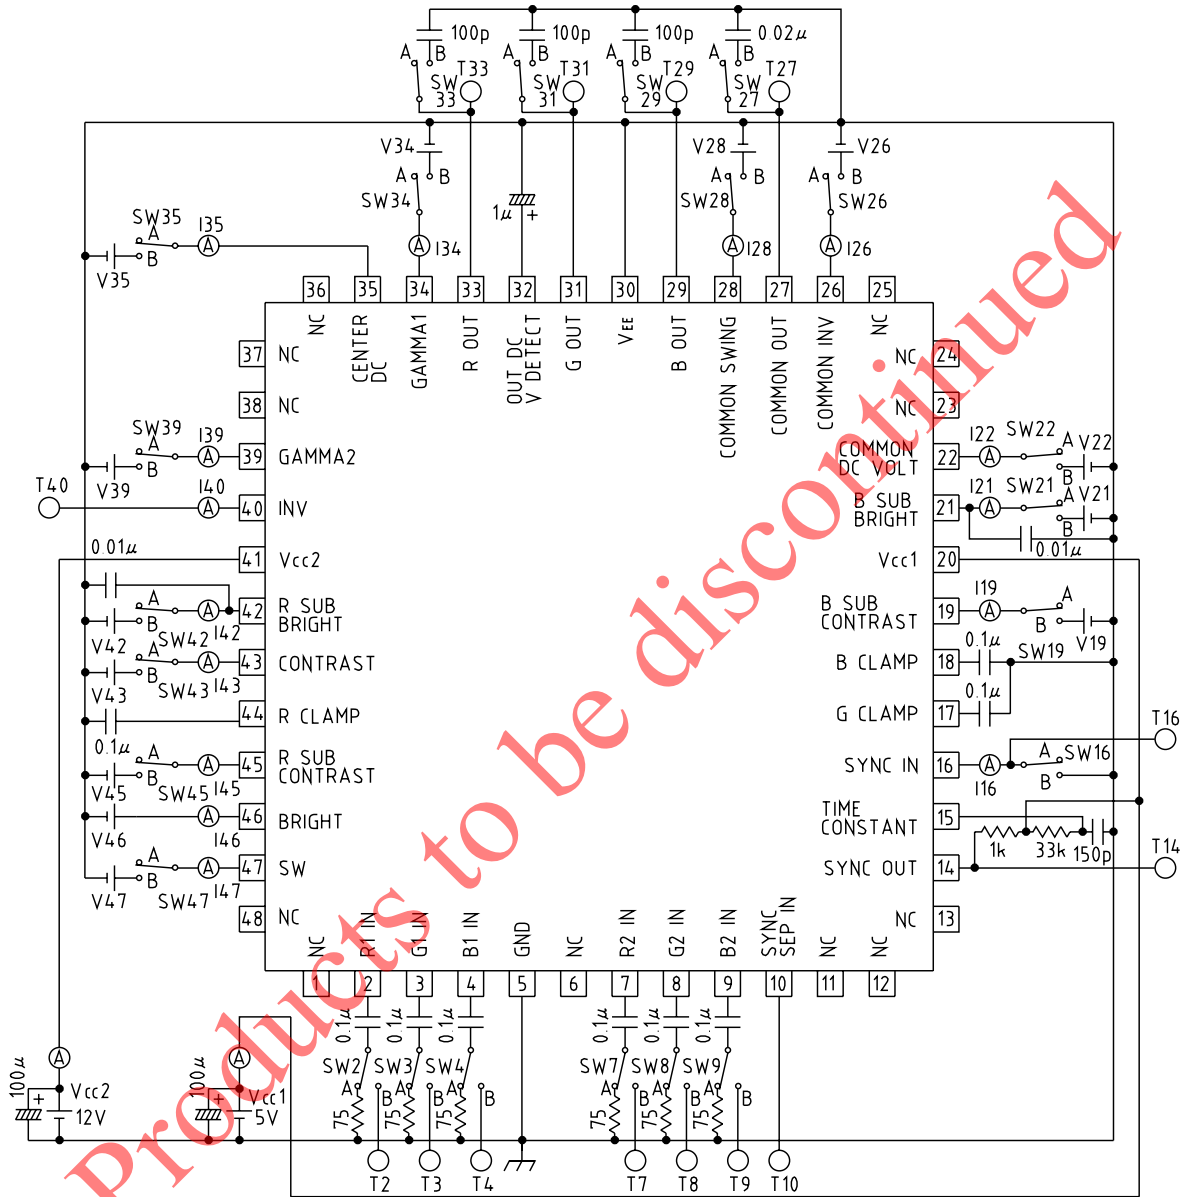 100p
100p
100p
0.02μ
A B
A B
A B
A B
SW 33
T33
SW 31
T31
SW 29
T29
SW 27
T27
V34
V28
V26
A B
A B
A B
SW34
1μ +
SW28
SW26
SW35
A
B
I35
A
V35
A I34
A I28
A I26
36 35 34 33 32 31 30 29 28 27 26 25
NC
CENTER DC
GAMMA1
R OUT
OUT DC V DETECT
G OUT
VEE
B OUT
COMMON SWING
COMMON OUT
COMMON INV
NC
37 NC
NC 24
38 NC
NC 23
SW39
A
B
I39
A
V39
39 GAMMA2
COMMON DC VOLT 22
I22
A
SW22
A
B
V22
T40
I40
A
40 INV
B SUB BRIGHT 21
I21
A
SW21
A
B
V21
0.01μ
0.01μ
41 Vcc2
Vcc1 20
A
B
V42
SW42
A
I42
42 R SUB BRIGHT
B SUB CONTRAST 19
I19
A
A
B
V19
SW19
A
B
V43
SW43
A
I43
43 CONTRAST
B CLAMP 18
0.1μ
0.1μ
44 R CLAMP
G CLAMP 17
0.1μ
T16
A
B
V45
SW45
A
I45
45 R SUB CONTRAST
SYNC IN 16
A
I16
A
B
SW16
V46
A
I46
46 BRIGHT
TIME CONSTANT 15
1k
33k
150p
A
B
V47
SW47
A
I47
47 SW
SYNC OUT 14
T14
48 NC
NC 13
NC
R1 IN
G1 IN
B1 IN
GND
NC
R2 IN
G2 IN
B2 IN
SYNC SEP IN
NC
NC
1 2 3 4 5 6 7 8 9 10 11 12
0.1μ
0.1μ
0.1μ
0.1μ
0.1μ
0.1μ
SW2
SW3
SW4
SW7
SW8
SW9
A B
A B
A B
A B
A B
A B
75
75
75
75
75
75
A
100μ
+
Vcc2
12V
A
100μ
+
Vcc1
5V
T2
T3
T4
T7
T8
T9
T10
Products to be discontinued